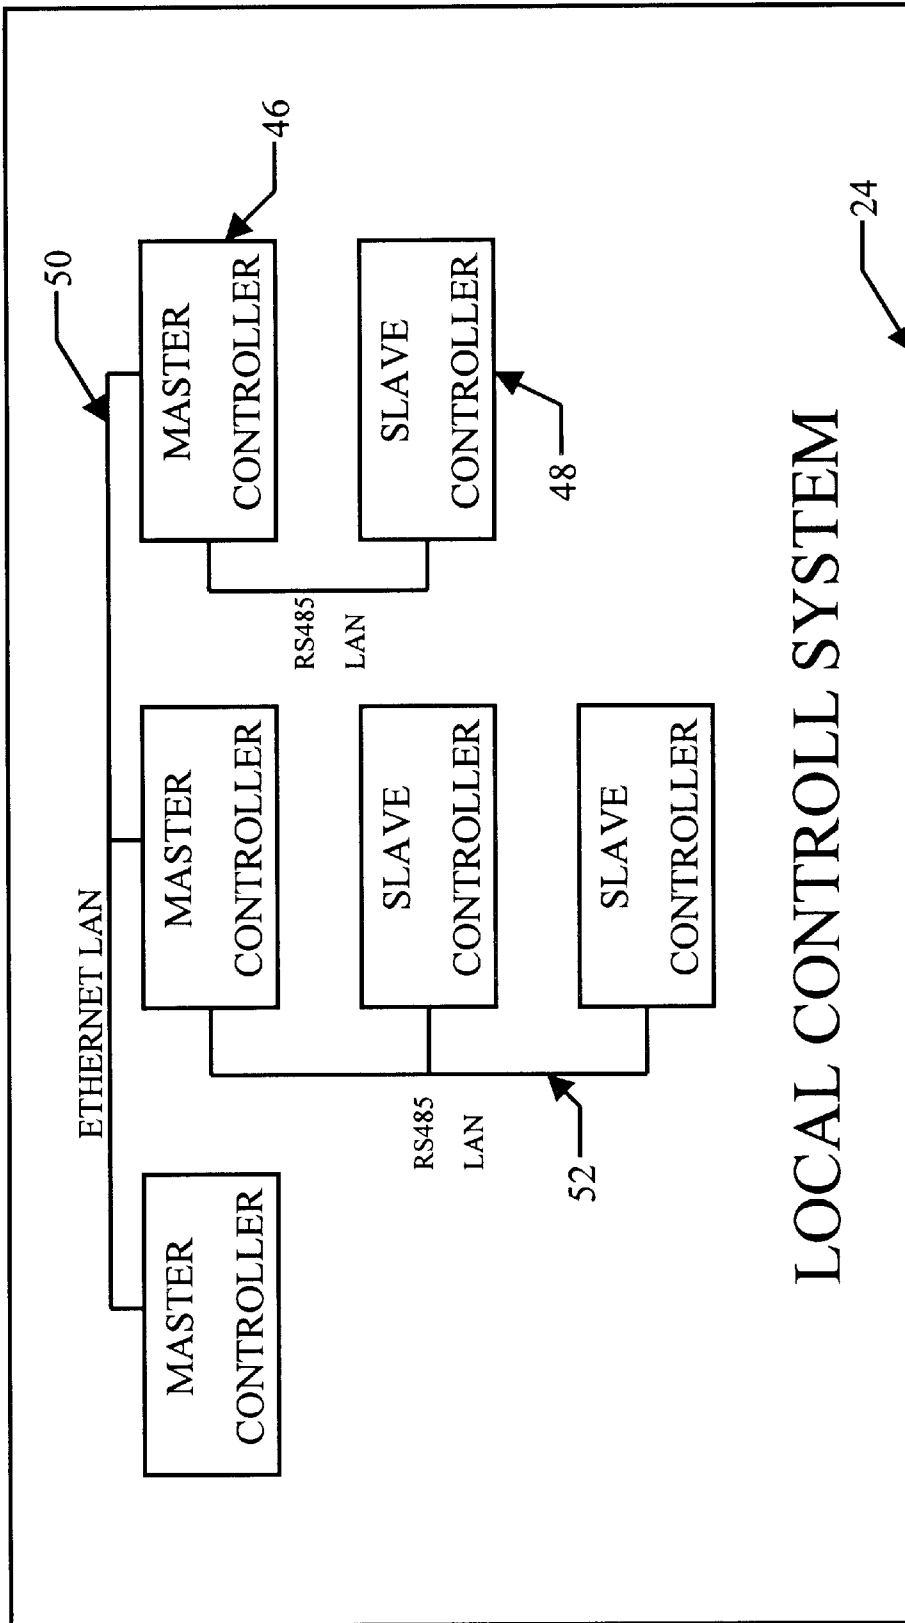 50
ETHERNET LAN
46
MASTER
CONTROLLER
MASTER
CONTROLLER
MASTER
CONTROLLER
RS485
LAN
SLAVE
CONTROLLER
SLAVE
CONTROLLER
48
RS485
LAN
52
SLAVE
CONTROLLER
LOCAL CONTROLL SYSTEM
24